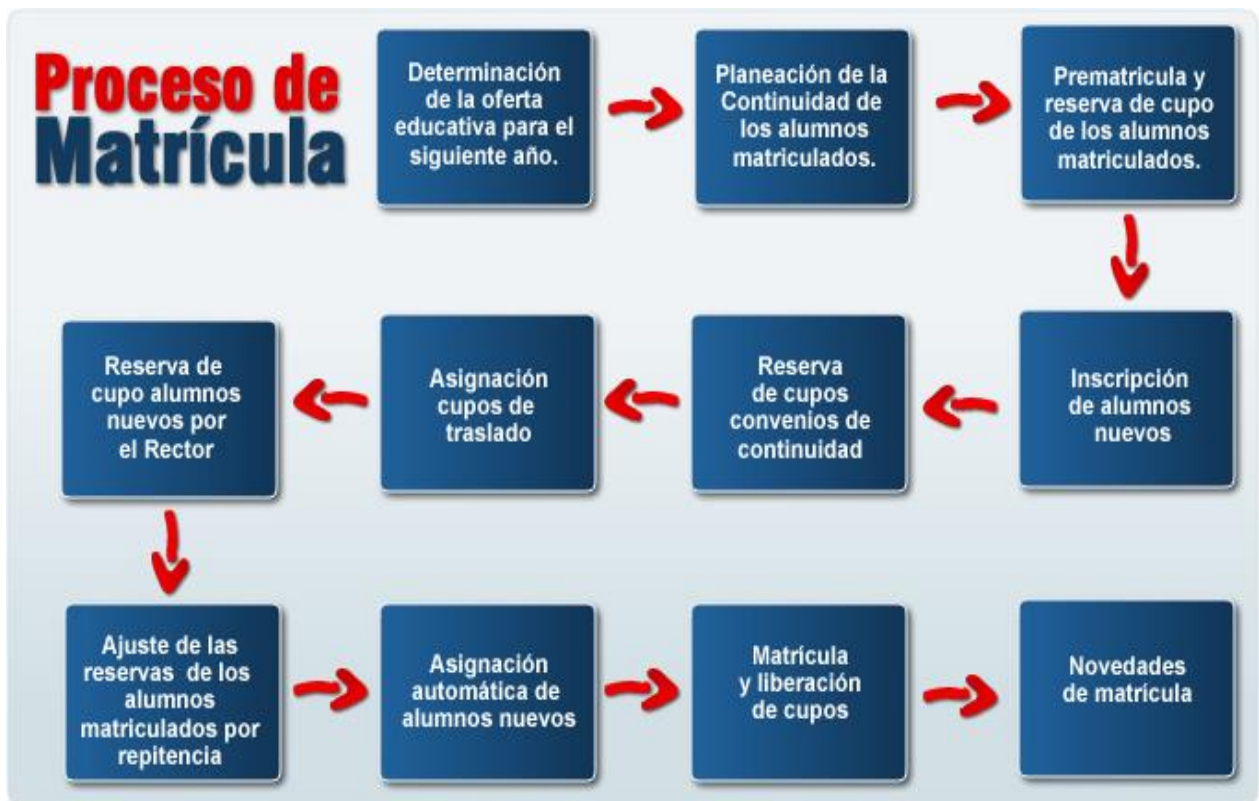 Proceso de
Matrícula
Determinación
de la oferta
educativa para el
siguiente año.
Planeación de la
Continuidad de
los alumnos
matriculados.
Prematricula y
reserva de cupo
de los alumnos
matriculados.
Inscripción
de alumnos
nuevos
Reserva
de cupos
convenios de
continuidad
Asignación
cupos de
traslado
Reserva de
cupo alumnos
nuevos por
el Rector
Ajuste de las
reservas de los
alumnos
matriculados por
repitencia
Asignación
automática de
alumnos nuevos
Matrícula
y liberación
de cupos
Novedades
de matrícula